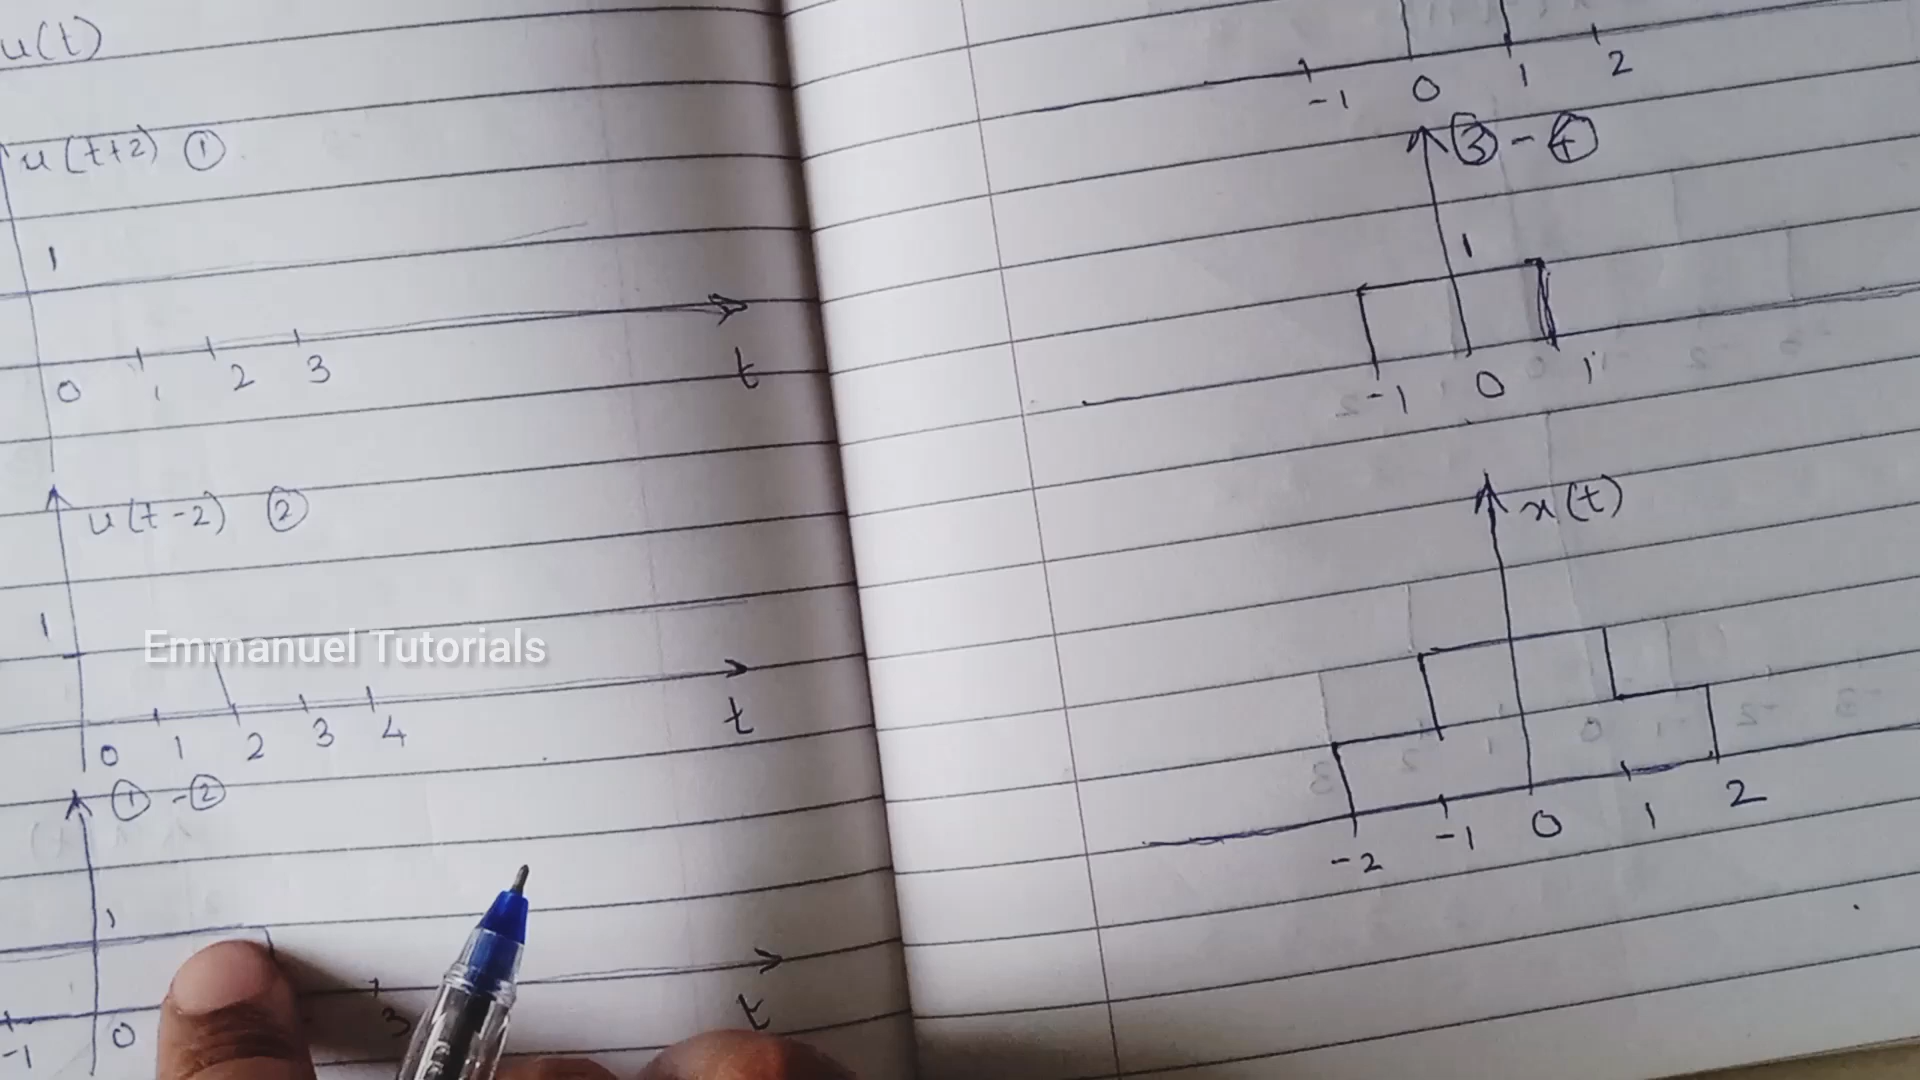 u(t)
u(t+2) ①
1
0 1 2 3
t
u(t-2) ②
1
0 1 2 3 4
t
① - ②
1
-1 0 3
t
Emmanuel Tutorials
-1 0 1 2
③ - ④
1
-1 0 1
x(t)
-2 -1 0 1 2